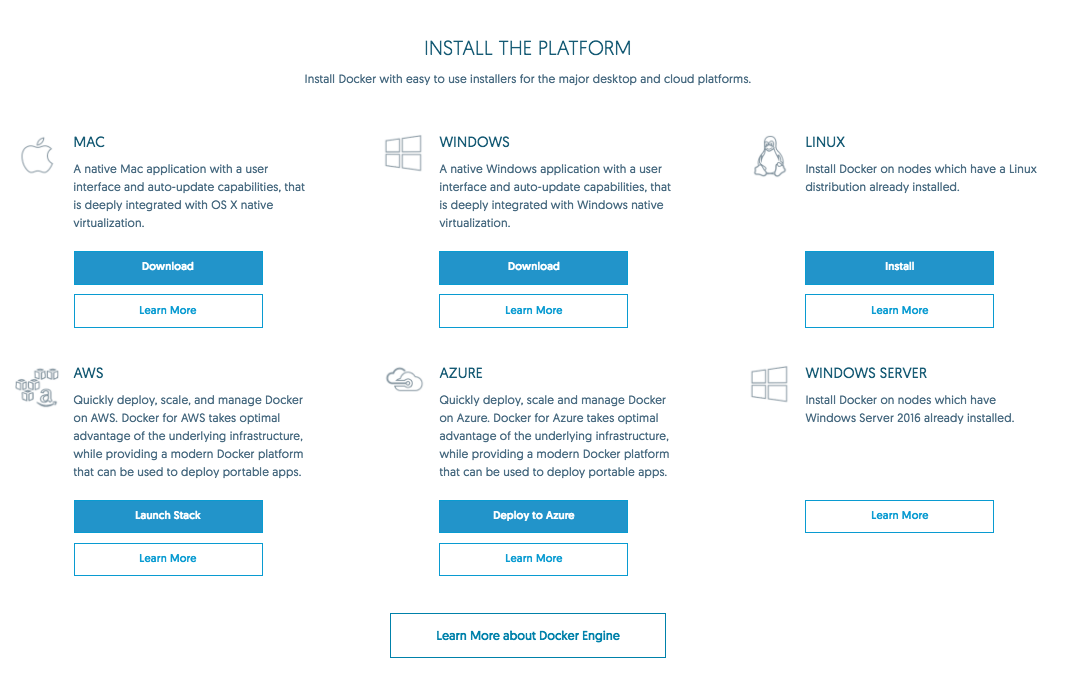 INSTALL THE PLATFORM
Install Docker with easy to use installers for the major desktop and cloud platforms.
MAC
A native Mac application with a user
interface and auto-update capabilities, that
is deeply integrated with OS X native
virtualization.
Download
Learn More
WINDOWS
A native Windows application with a user
interface and auto-update capabilities, that
is deeply integrated with Windows native
virtualization.
Download
Learn More
LINUX
Install Docker on nodes which have a Linux
distribution already installed.
Install
Learn More
AWS
Quickly deploy, scale, and manage Docker
on AWS. Docker for AWS takes optimal
advantage of the underlying infrastructure,
while providing a modern Docker platform
that can be used to deploy portable apps.
Launch Stack
Learn More
AZURE
Quickly deploy, scale and manage Docker
on Azure. Docker for Azure takes optimal
advantage of the underlying infrastructure,
while providing a modern Docker platform
that can be used to deploy portable apps.
Deploy to Azure
Learn More
WINDOWS SERVER
Install Docker on nodes which have
Windows Server 2016 already installed.
Learn More
Learn More about Docker Engine